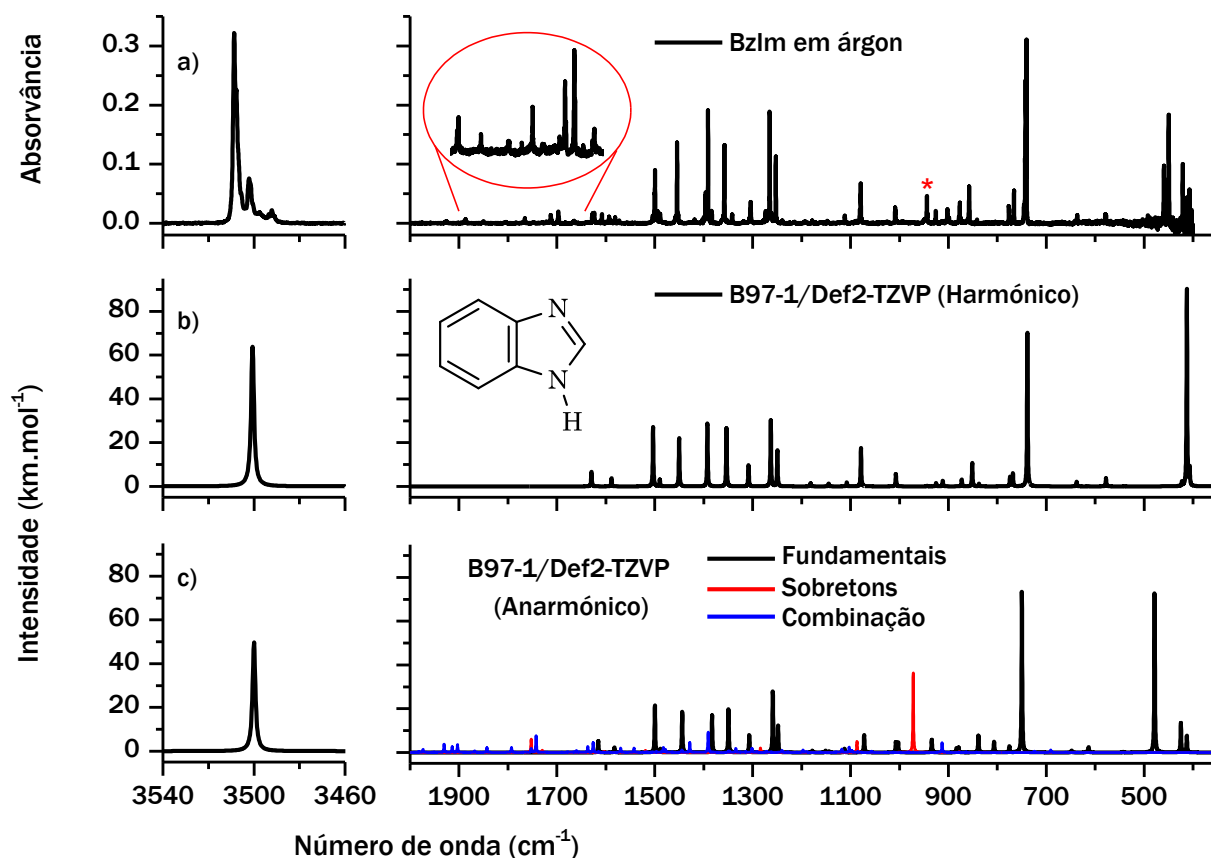 Absorvância
0.3
0.2
0.1
0.0
a)
BzIm em árgon
*
Intensidade (km.mol-1)
80
60
40
20
0
b)
B97-1/Def2-TZVP (Harmónico)
N
N
H
80
60
40
20
0
c)
B97-1/Def2-TZVP
(Anarmónico)
Fundamentais
Sobretons
Combinação
3540 3500 3460 1900 1700 1500 1300 1100 900 700 500
Número de onda (cm-1)